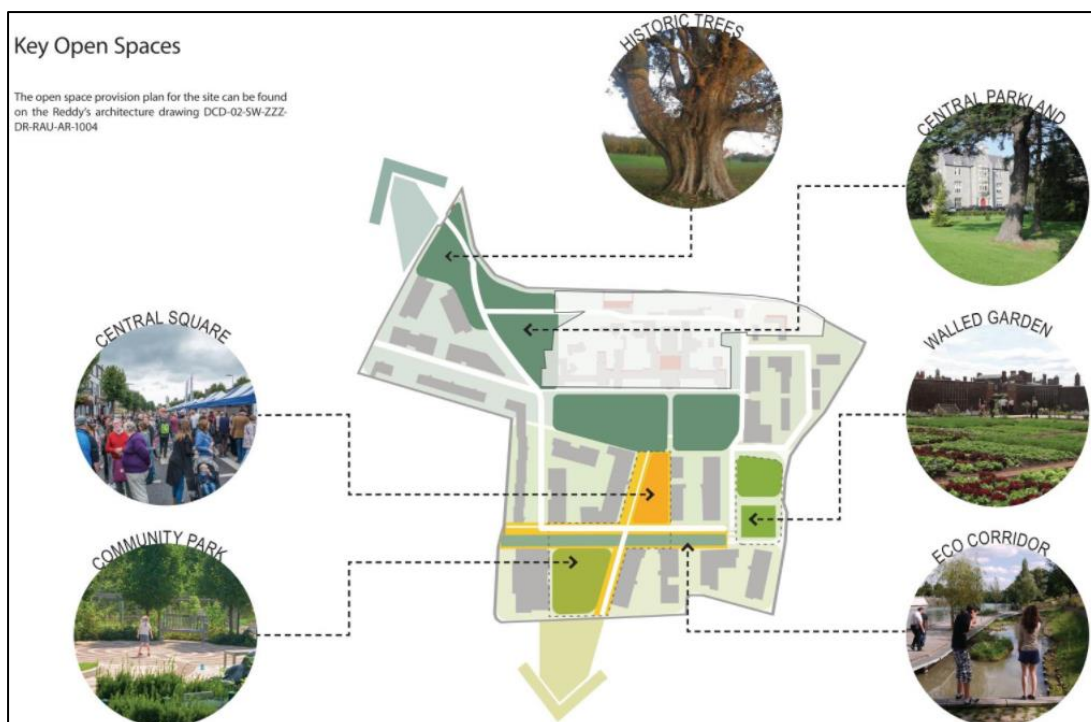 Key Open Spaces
The open space provision plan for the site can be found
on the Reddy's architecture drawing DCD-02-SW-ZZZ-
DR-RAU-AR-1004
HISTORIC TREES
CENTRAL PARKLAND
CENTRAL SQUARE
WALLED GARDEN
COMMUNITY PARK
ECO CORRIDOR